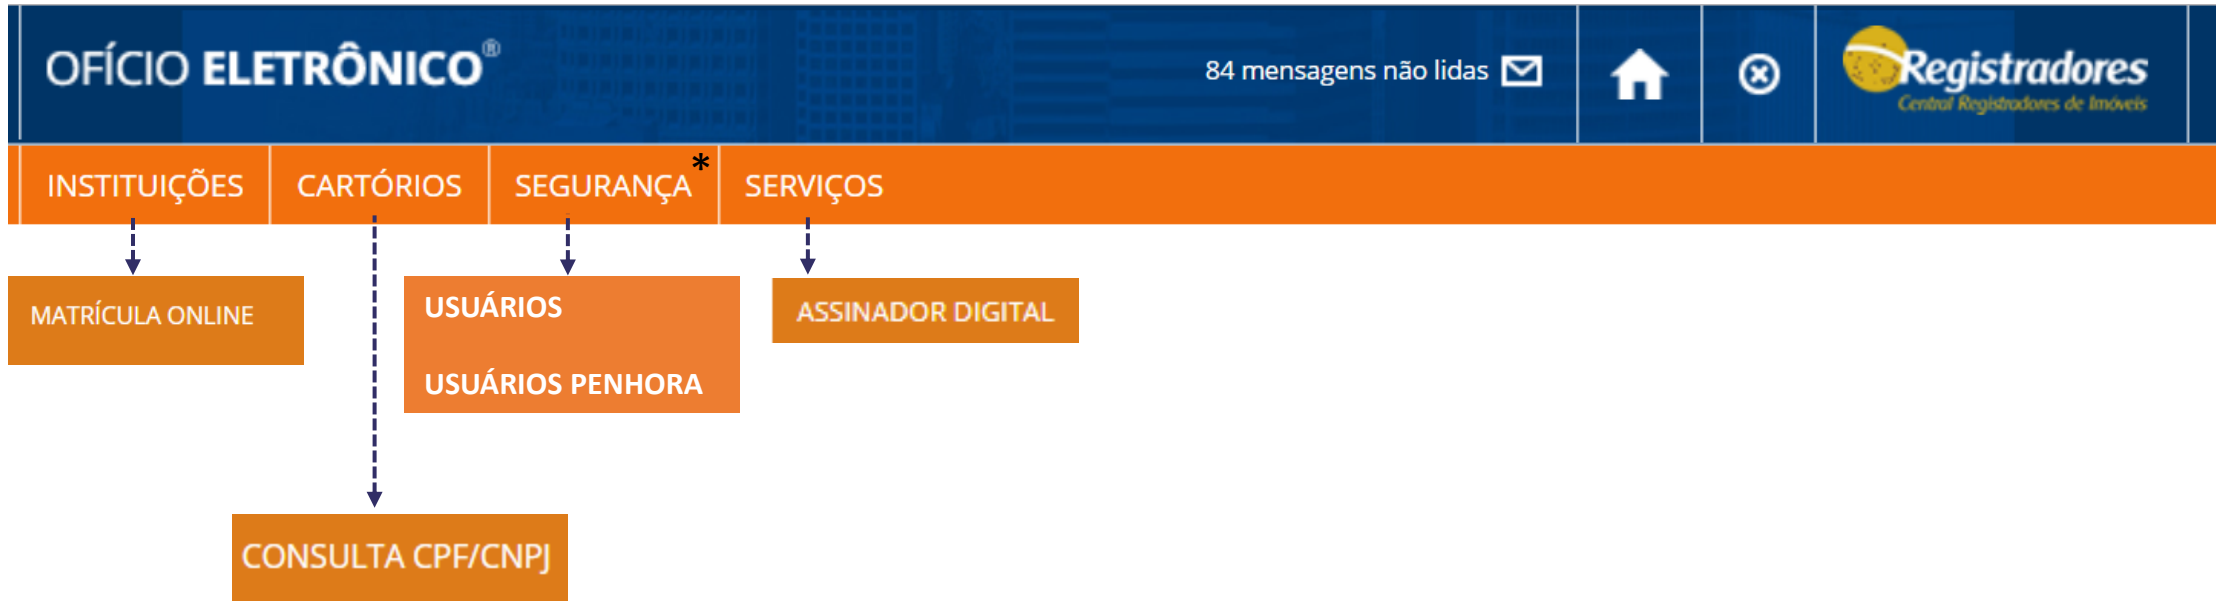 OFÍCIO ELETRÔNICO®
84 mensagens não lidas
Registradores
Central Registradores de Imóveis
INSTITUIÇÕES
CARTÓRIOS
SEGURANÇA*
SERVIÇOS
MATRÍCULA ONLINE
USUÁRIOS
USUÁRIOS PENHORA
ASSINADOR DIGITAL
CONSULTA CPF/CNPJ